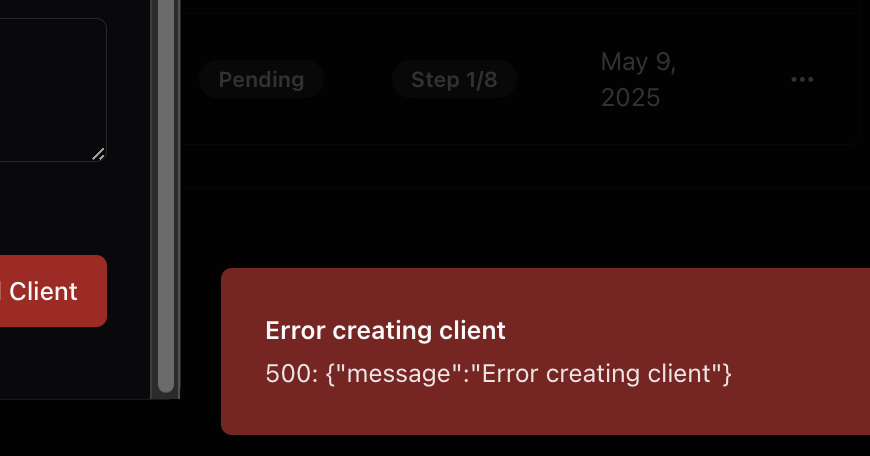 Pending
Step 1/8
May 9,
2025
Client
Error creating client
500: {"message":"Error creating client"}